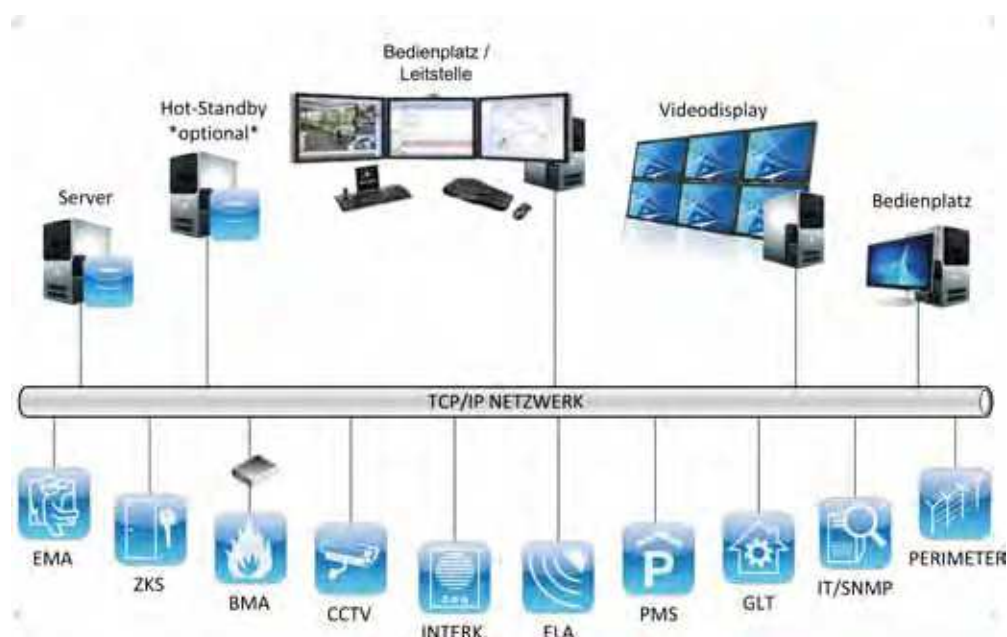 Bedienplatz /
Leitstelle
Hot-Standby
*optional*
Videodisplay
Server
Bedienplatz
TCP/IP NETZWERK
EMA
ZKS
BMA
CCTV
INTERK.
ELA
PMS
GLT
IT/SNMP
PERIMETER